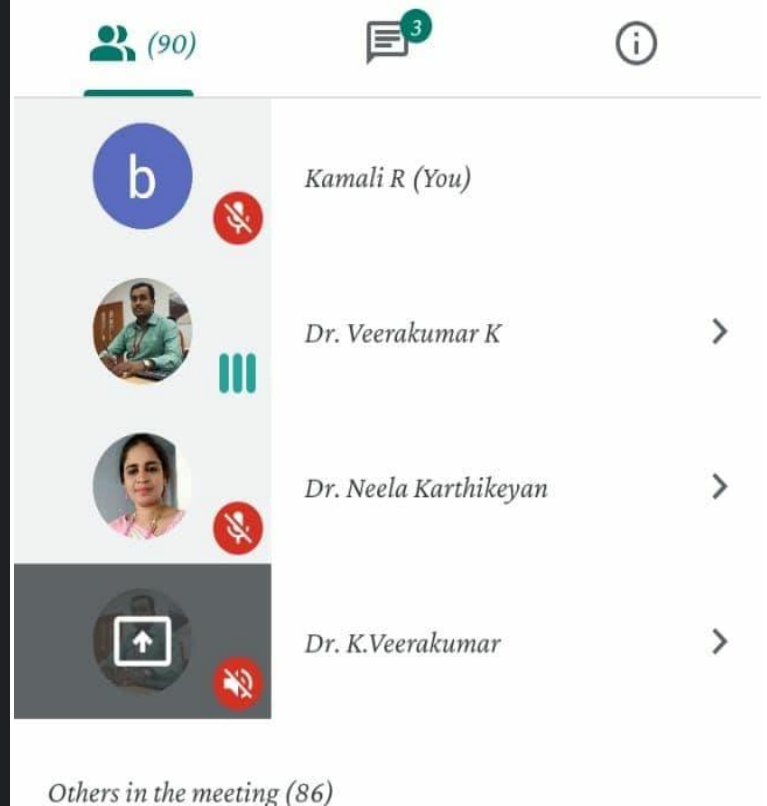 (90)
3
b
Kamali R (You)
Dr. Veerakumar K
Dr. Neela Karthikeyan
Dr. K.Veerakumar
Others in the meeting (86)